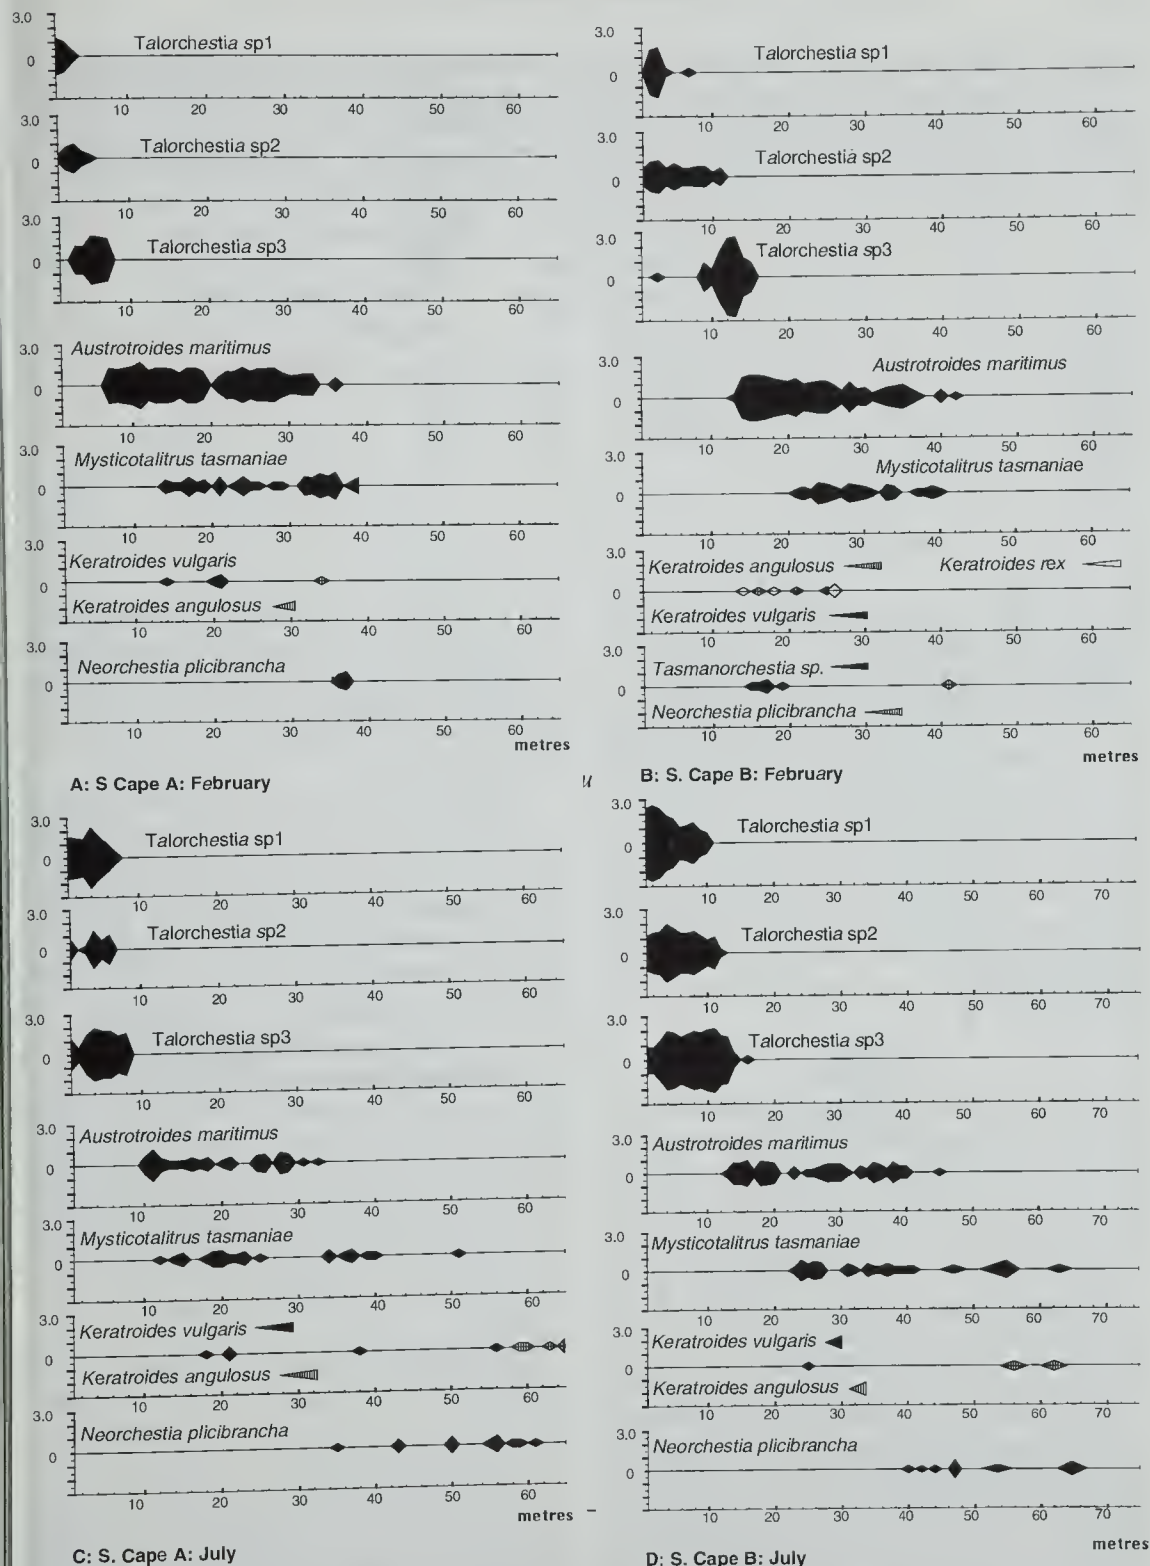 3.0
Talorchestia sp1
0
10 20 30 40 50 60
3.0
Talorchestia sp2
0
10 20 30 40 50 60
3.0
Talorchestia sp3
0
10 20 30 40 50 60
3.0
Austrotroides maritimus
0
10 20 30 40 50 60
3.0
Mysticotalitrus tasmaniae
0
10 20 30 40 50 60
3.0
Keratroides vulgaris
0
Keratroides angulosus
10 20 30 40 50 60
3.0
Neorchestia plicibrancha
0
10 20 30 40 50 60
metres
A: S Cape A: February
3.0
Talorchestia sp1
0
10 20 30 40 50 60
3.0
Talorchestia sp2
0
10 20 30 40 50 60
3.0
Talorchestia sp3
0
10 20 30 40 50 60
3.0
Austrotroides maritimus
0
10 20 30 40 50 60
3.0
Mysticotalitrus tasmaniae
0
10 20 30 40 50 60
3.0
Keratroides angulosus Keratroides rex
0
Keratroides vulgaris
10 20 30 40 50 60
3.0
Tasmanorchestia sp.
0
Neorchestia plicibrancha
10 20 30 40 50 60
metres
B: S. Cape B: February
3.0
Talorchestia sp1
0
10 20 30 40 50 60
3.0
Talorchestia sp2
0
10 20 30 40 50 60
3.0
Talorchestia sp3
0
10 20 30 40 50 60
3.0
Austrotroides maritimus
0
10 20 30 40 50 60
3.0
Mysticotalitrus tasmaniae
0
10 20 30 40 50 60
3.0
Keratroides vulgaris
0
Keratroides angulosus
10 20 30 40 50 60
3.0
Neorchestia plicibrancha
0
10 20 30 40 50 60
metres
C: S. Cape A: July
3.0
Talorchestia sp1
0
10 20 30 40 50 60 70
3.0
Talorchestia sp2
0
10 20 30 40 50 60 70
3.0
Talorchestia sp3
0
10 20 30 40 50 60 70
3.0
Austrotroides maritimus
0
10 20 30 40 50 60 70
3.0
Mysticotalitrus tasmaniae
0
10 20 30 40 50 60 70
3.0
Keratroides vulgaris
0
Keratroides angulosus
10 20 30 40 50 60 70
3.0
Neorchestia plicibrancha
0
10 20 30 40 50 60 70
metres
D: S. Cape B: July